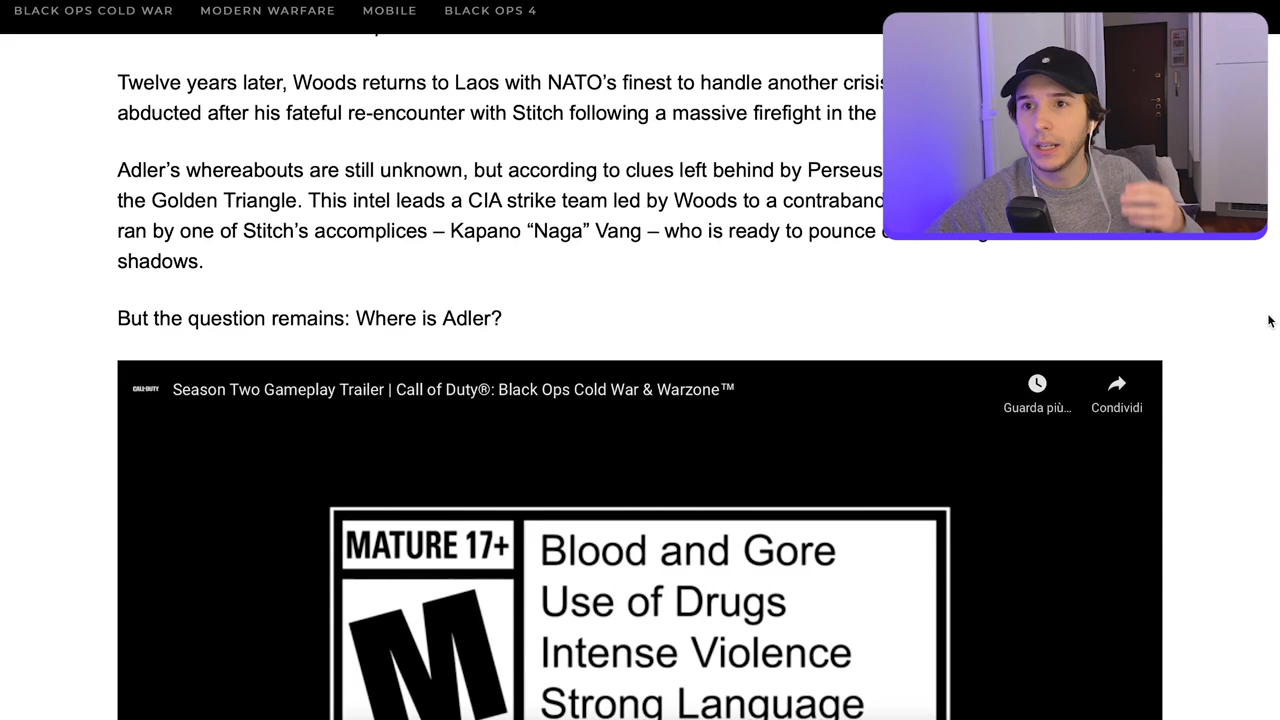 BLACK OPS COLD WAR MODERN WARFARE MOBILE BLACK OPS 4
Twelve years later, Woods returns to Laos with NATO's finest to handle another crisis
abducted after his fateful re-encounter with Stitch following a massive firefight in the
Adler's whereabouts are still unknown, but according to clues left behind by Perseus
the Golden Triangle. This intel leads a CIA strike team led by Woods to a contraband
ran by one of Stitch's accomplices – Kapano “Naga” Vang – who is ready to pounce
shadows.
But the question remains: Where is Adler?
CALL OF DUTY Season Two Gameplay Trailer | Call of Duty®: Black Ops Cold War & Warzone™
Guarda più... Condividi
MATURE 17+
M
Blood and Gore
Use of Drugs
Intense Violence
Strong Language